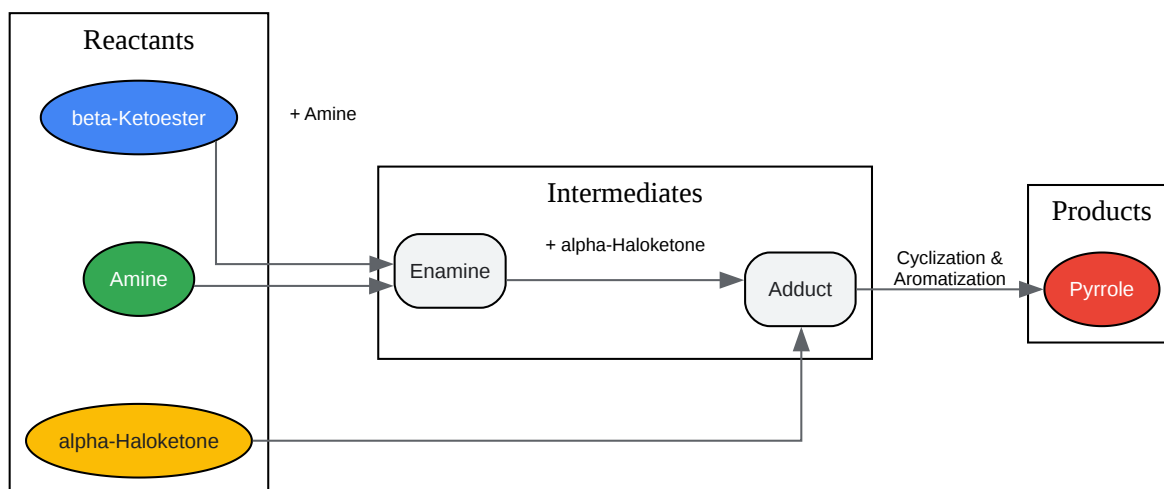 Reactants
beta-Ketoester
+ Amine
Intermediates
Products
+ alpha-Haloketone
Amine
Enamine
Adduct
Cyclization &
Aromatization
Pyrrole
alpha-Haloketone